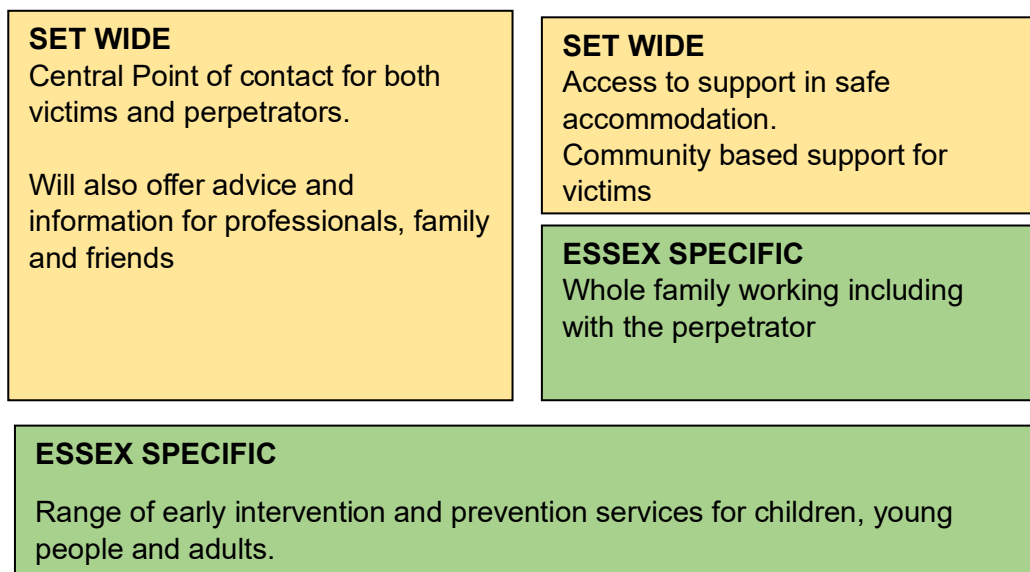 SET WIDE
Central Point of contact for both
victims and perpetrators.
Will also offer advice and
information for professionals, family
and friends
SET WIDE
Access to support in safe
accommodation.
Community based support for
victims
ESSEX SPECIFIC
Whole family working including
with the perpetrator
ESSEX SPECIFIC
Range of early intervention and prevention services for children, young
people and adults.